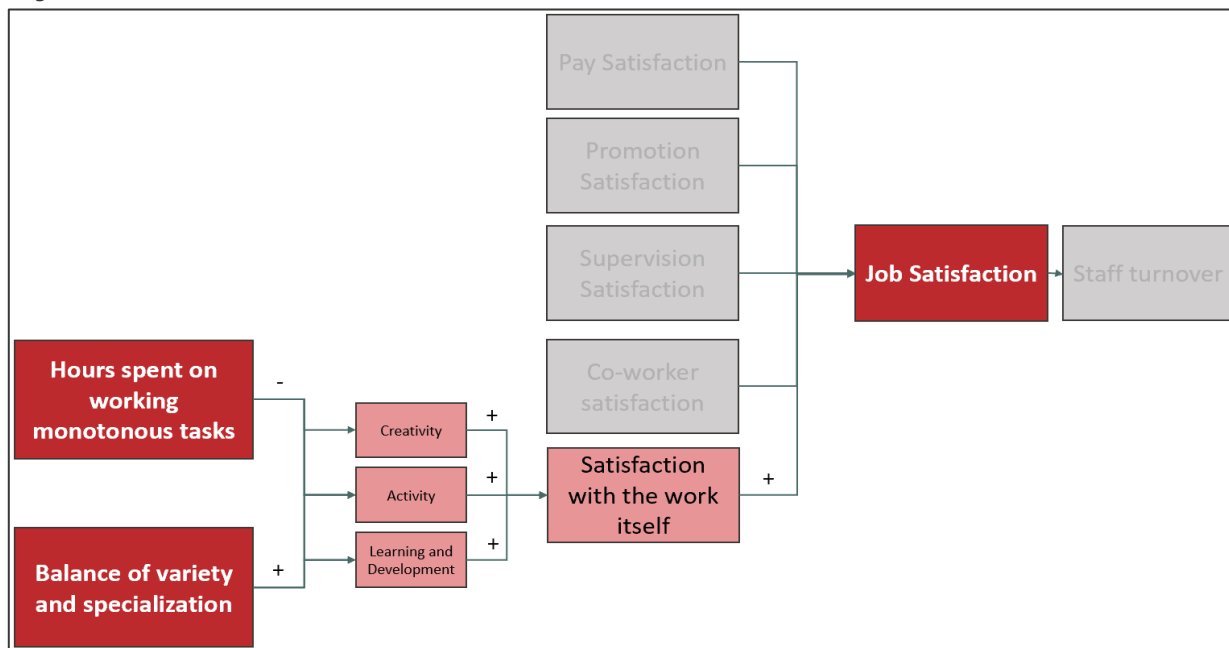 Pay Satisfaction
Promotion
Satisfaction
Supervision
Satisfaction
Job Satisfaction
Staff turnover
Co-worker
satisfaction
Hours spent on
working
monotonous tasks
-
Creativity
+
Activity
+
Learning and
Development
+
Satisfaction
with the work
itself
+
Balance of variety
and specialization
+